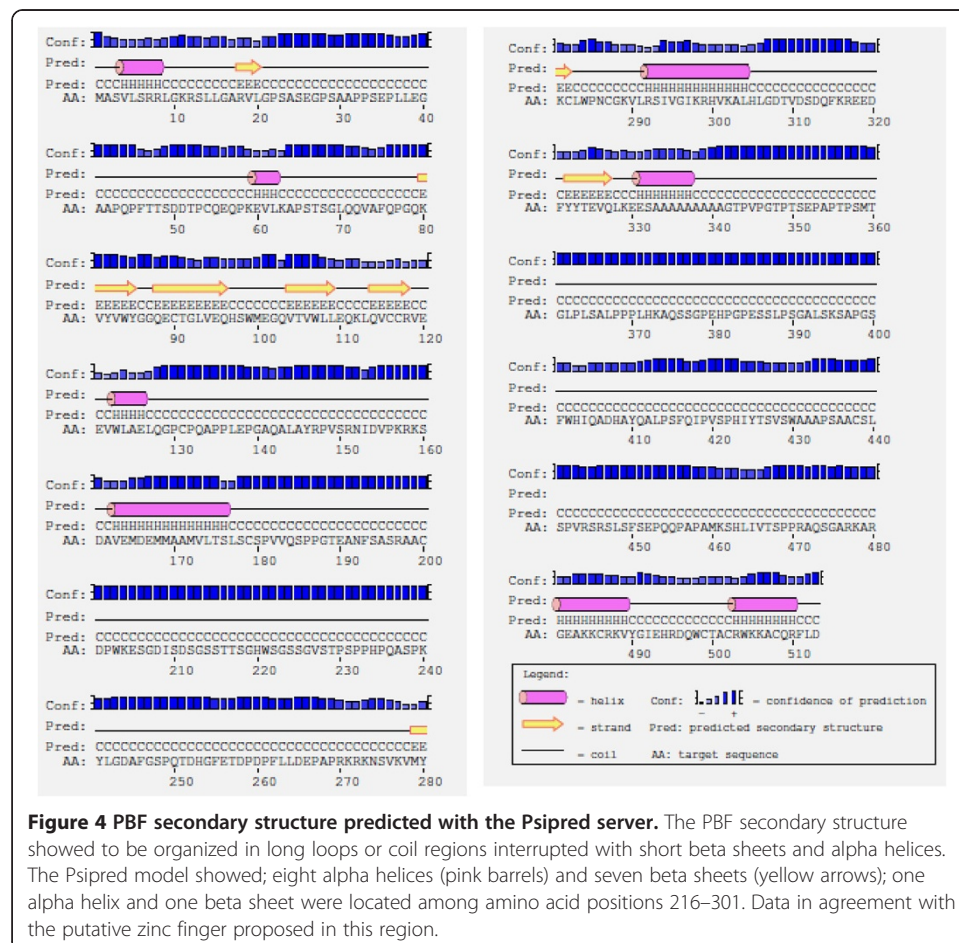 Conf:
Pred:
Pred: CCCHHHHHCCCCCCCCCEEECCCCCCCCCCCCCCCCCCCC
AA: MASVLSRRLGKRSLLGARVLGPSASEGPSAAPPSEPLLEG
10 20 30 40
Conf:
Pred:
Pred: CCCCCCCCCCCCCCCCCCCHHHCCCCCCCCCCCCCCCCCE
AA: AAPQPFTTSDDTPCQEQPKEVLKAPSTSGLQQVAFQPGQK
50 60 70 80
Conf:
Pred:
Pred: EEEEECCEEEEEEEEECCCCCCCEEEEEECCCCEEEEECC
AA: VYVWYGGQECTGLVEQHSWMEGQVTVWLLEQKLQVCCRVE
90 100 110 120
Conf:
Pred:
Pred: CCHHHHCCCCCCCCCCCCCCCCCCCCCCCCCCCCCCCCCC
AA: EVWLAELQGPCPQAPPLEPGAQALAYRPVSRNIDVPKRKS
130 140 150 160
Conf:
Pred:
Pred: CCHHHHHHHHHHHHHHCCCCCCCCCCCCCCCCCCCCCCCC
AA: DAVEMDEMMAAMVLTSLSCSPVVQSPPGTEANFSASRAAC
170 180 190 200
Conf:
Pred:
Pred: CCCCCCCCCCCCCCCCCCCCCCCCCCCCCCCCCCCCCCCC
AA: DPWKESGDISDSGSSTTSGHWSGSSGVSTPSPPHPQASPK
210 220 230 240
Conf:
Pred:
Pred: CCCCCCCCCCCCCCCCCCCCCCCCCCCCCCCCCCCCCCEE
AA: YLGDAFGSPQTDHGFETDPDPFLLDEPAPRKRKNSVKVMY
250 260 270 280
Conf:
Pred:
Pred: EECCCCCCCCCHHHHHHHHHHHHHCCCCCCCCCCCCCCCC
AA: KCLWPNCGKVLRSIVGIKRHVKALHLGDTVDSDQFKREED
290 300 310 320
Conf:
Pred:
Pred: CEEEEEECCCHHHHHHHCCCCCCCCCCCCCCCCCCCCCCC
AA: FYYTEVQLKEESAAAAAAAAAGTPVPGTPTSEPAPTPSMT
330 340 350 360
Conf:
Pred:
Pred: CCCCCCCCCCCCCCCCCCCCCCCCCCCCCCCCCCCCCCCC
AA: GLPLSALPPPLHKAQSSGPEHPGPESSLPSGALSKSAPGS
370 380 390 400
Conf:
Pred:
Pred: CCCCCCCCCCCCCCCCCCCCCCCCCCCCCCCCCCCCCCCC
AA: FWHIQADHAYQALPSFQIPVSPHIYTSVSWAAAPSAACSL
410 420 430 440
Conf:
Pred:
Pred: CCCCCCCCCCCCCCCCCCCCCCCCCCCCCCCCCCCCCCCC
AA: SPVRSRSLSFSEPQQPAPAMKSHLIVTSPPRAQSGARKAR
450 460 470 480
Conf:
Pred:
Pred: HHHHHHHHHCCCCCCCCCCCCCHHHHHHHHCCC
AA: GEAKKCRKVYGIEHRDQWCTACRWKKACQRFLD
490 500 510
Legend:
= helix Conf: - + = confidence of prediction
= strand Pred: predicted secondary structure
= coil AA: target sequence
Figure 4 PBF secondary structure predicted with the Psipred server. The PBF secondary structure
showed to be organized in long loops or coil regions interrupted with short beta sheets and alpha helices.
The Psipred model showed; eight alpha helices (pink barrels) and seven beta sheets (yellow arrows); one
alpha helix and one beta sheet were located among amino acid positions 216–301. Data in agreement with
the putative zinc finger proposed in this region.